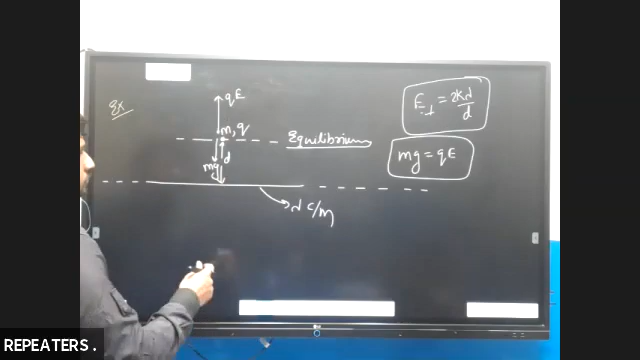 Ex
qE
m, q
Equilibrium
d
mg
λ C/m
E⊥ = 2Kλ/d
mg = qE
REPEATERS .